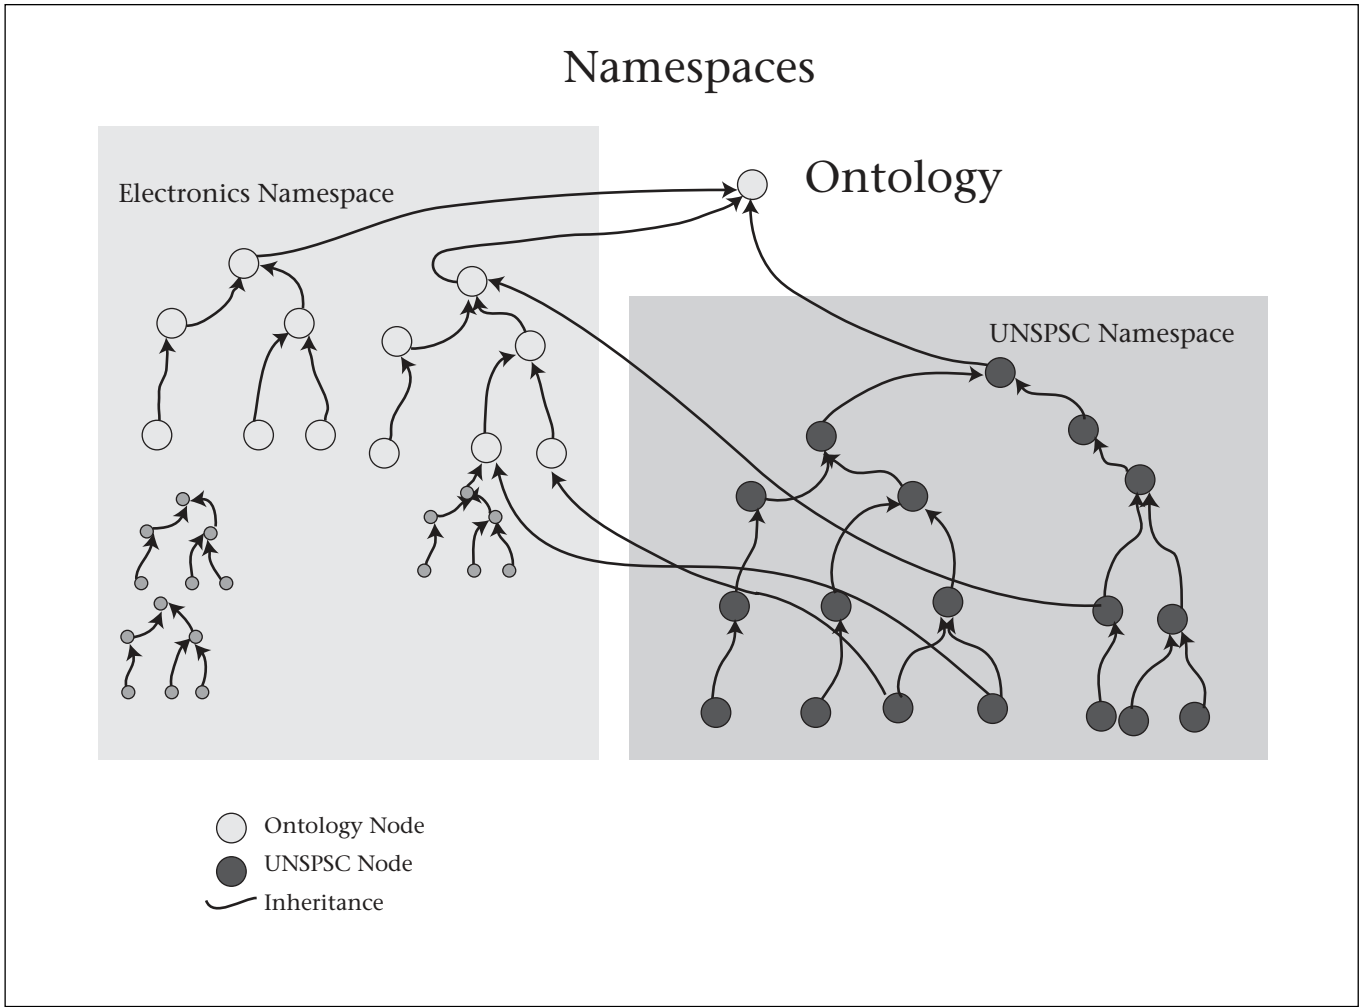 Namespaces
Ontology
Electronics Namespace
UNSPSC Namespace
Ontology Node
UNSPSC Node
Inheritance